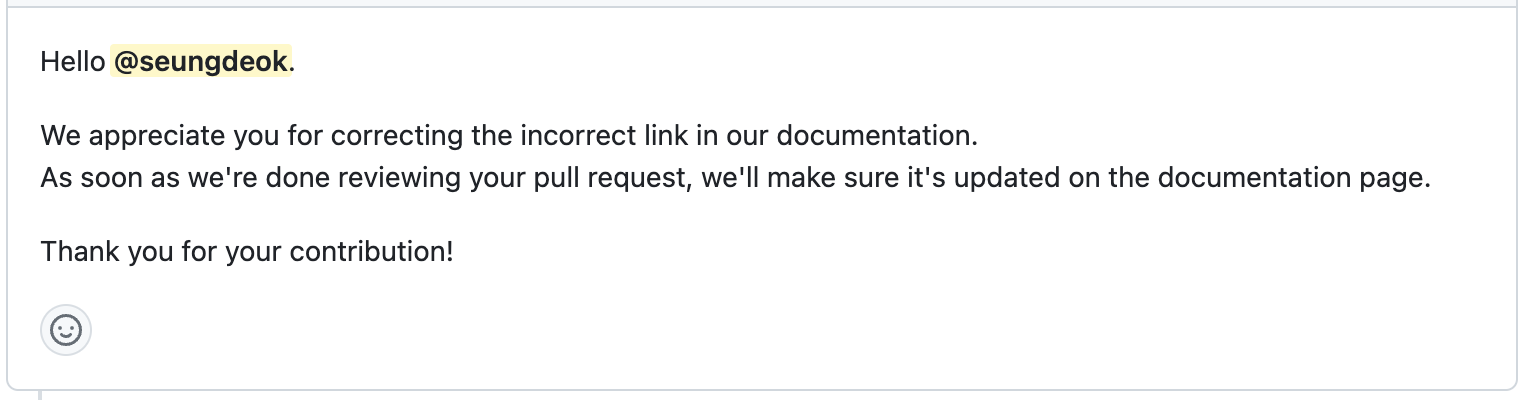 Hello @seungdeok.
We appreciate you for correcting the incorrect link in our documentation.
As soon as we're done reviewing your pull request, we'll make sure it's updated on the documentation page.
Thank you for your contribution!